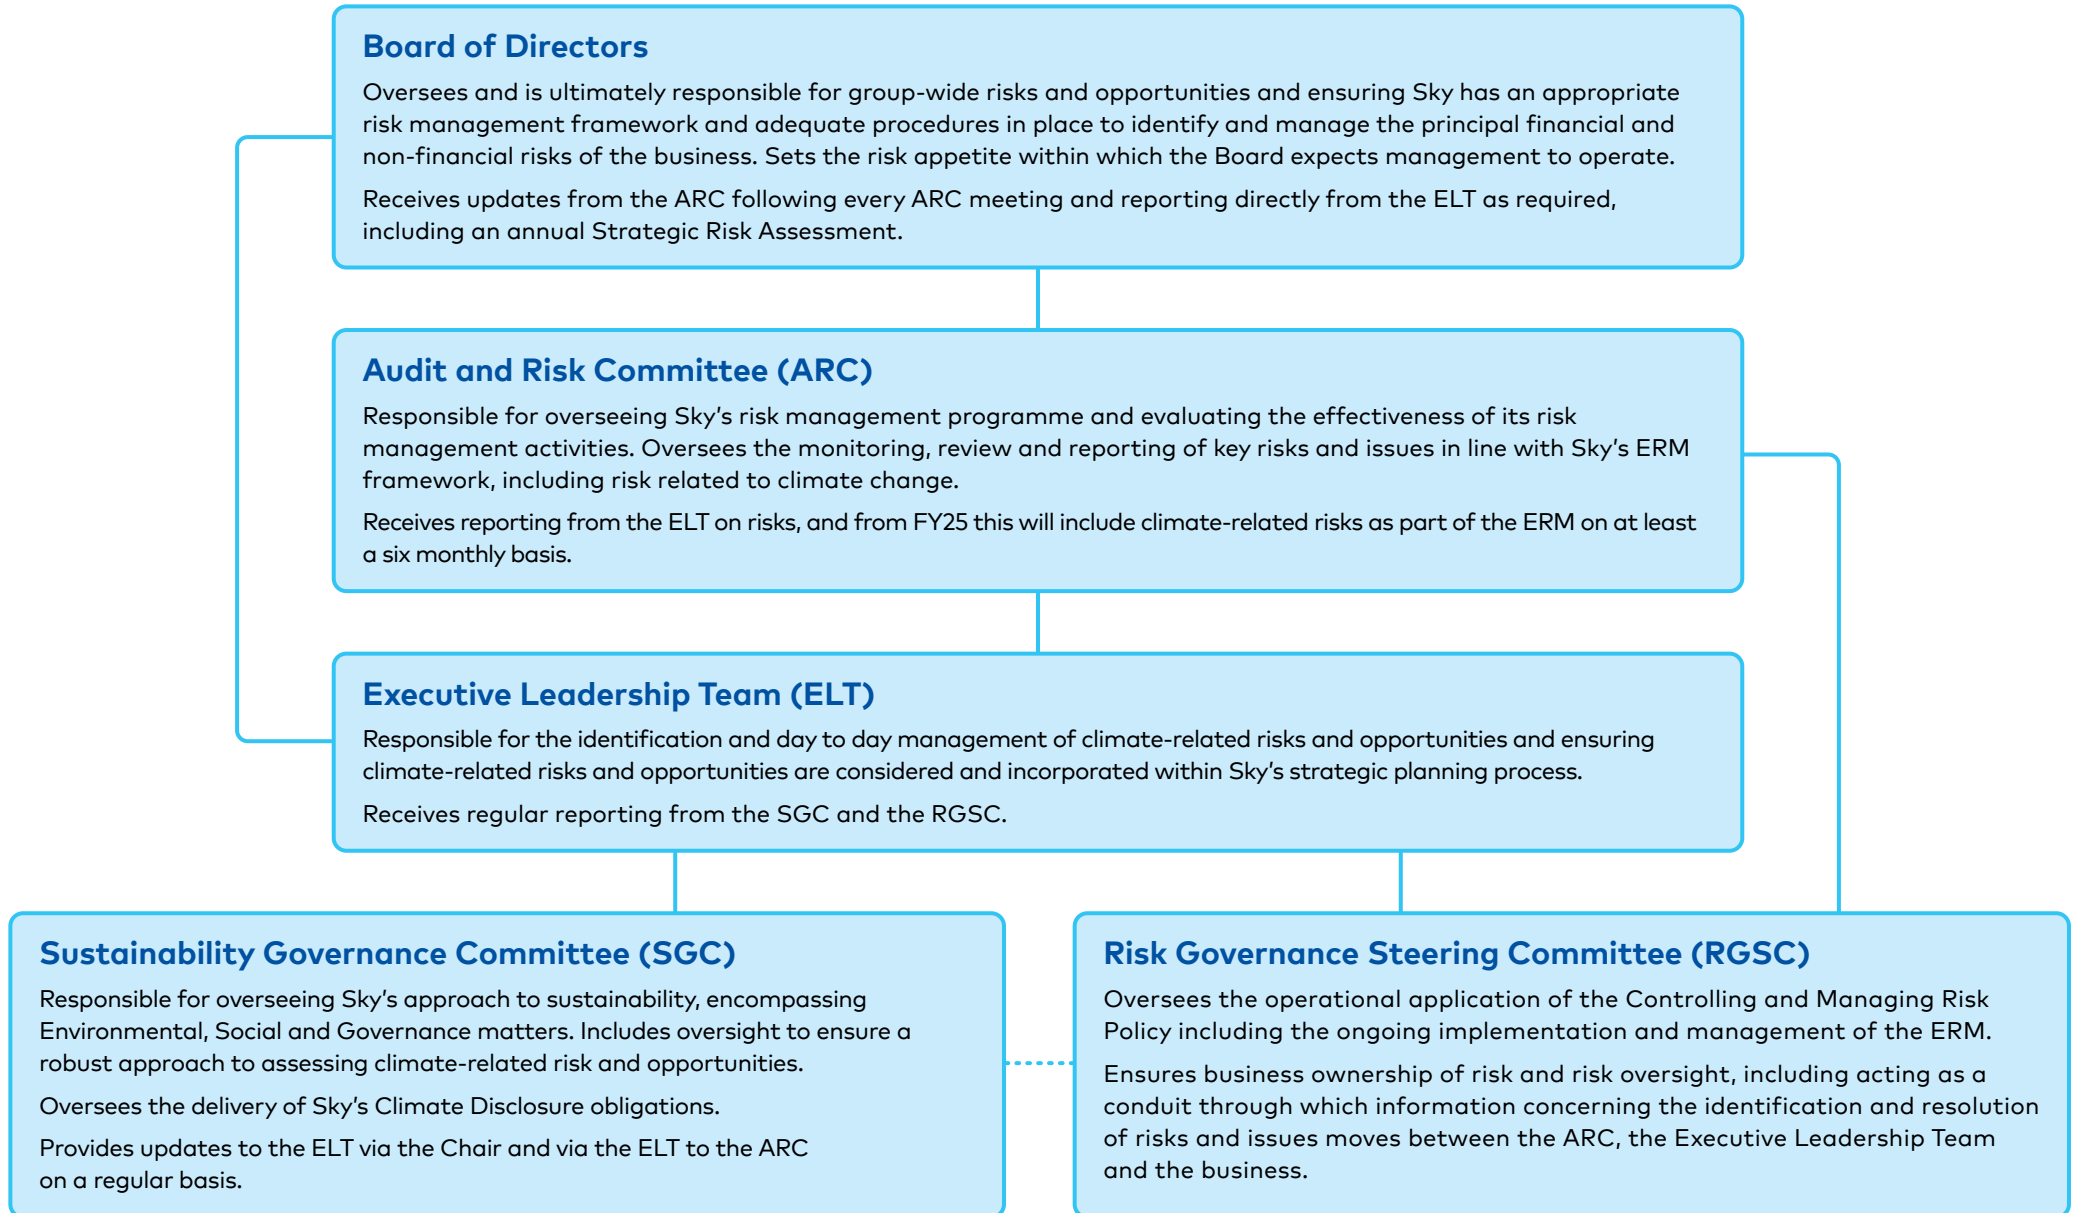 Board of Directors
Oversees and is ultimately responsible for group-wide risks and opportunities and ensuring Sky has an appropriate
risk management framework and adequate procedures in place to identify and manage the principal financial and
non-financial risks of the business. Sets the risk appetite within which the Board expects management to operate.
Receives updates from the ARC following every ARC meeting and reporting directly from the ELT as required,
including an annual Strategic Risk Assessment.
Audit and Risk Committee (ARC)
Responsible for overseeing Sky’s risk management programme and evaluating the effectiveness of its risk
management activities. Oversees the monitoring, review and reporting of key risks and issues in line with Sky’s ERM
framework, including risk related to climate change.
Receives reporting from the ELT on risks, and from FY25 this will include climate-related risks as part of the ERM on at least
a six monthly basis.
Executive Leadership Team (ELT)
Responsible for the identification and day to day management of climate-related risks and opportunities and ensuring
climate-related risks and opportunities are considered and incorporated within Sky’s strategic planning process.
Receives regular reporting from the SGC and the RGSC.
Sustainability Governance Committee (SGC)
Responsible for overseeing Sky’s approach to sustainability, encompassing
Environmental, Social and Governance matters. Includes oversight to ensure a
robust approach to assessing climate-related risk and opportunities.
Oversees the delivery of Sky’s Climate Disclosure obligations.
Provides updates to the ELT via the Chair and via the ELT to the ARC
on a regular basis.
Risk Governance Steering Committee (RGSC)
Oversees the operational application of the Controlling and Managing Risk
Policy including the ongoing implementation and management of the ERM.
Ensures business ownership of risk and risk oversight, including acting as a
conduit through which information concerning the identification and resolution
of risks and issues moves between the ARC, the Executive Leadership Team
and the business.